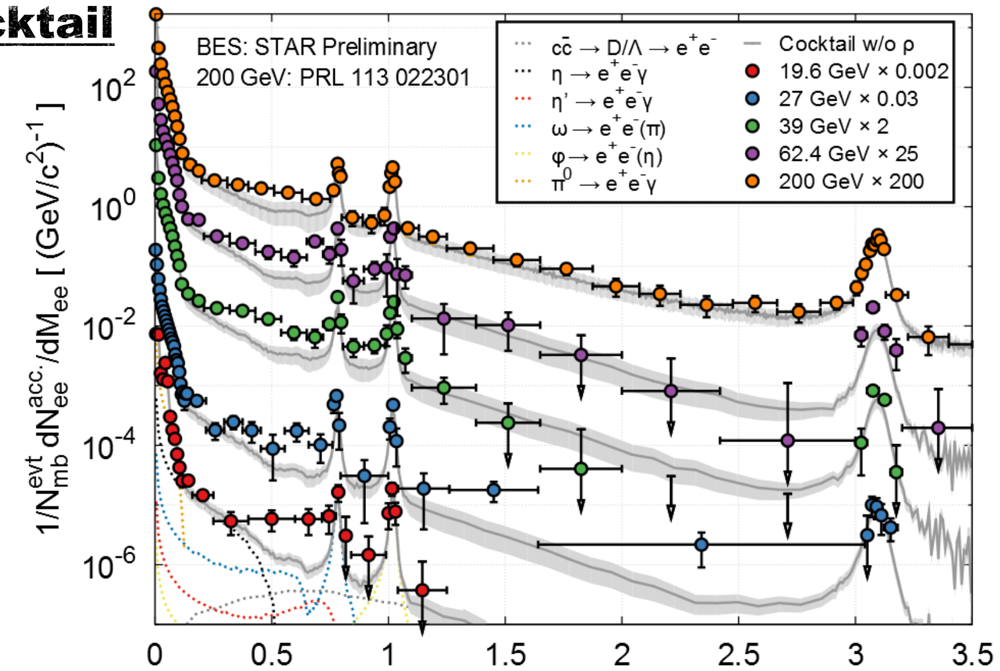 cktail
BES: STAR Preliminary
200 GeV: PRL 113 022301
cc̄ → D/Λ → e⁺e⁻
η → e⁺e⁻γ
η’ → e⁺e⁻γ
ω → e⁺e⁻(π)
φ → e⁺e⁻(η)
π⁰ → e⁺e⁻γ
Cocktail w/o ρ
19.6 GeV × 0.002
27 GeV × 0.03
39 GeV × 2
62.4 GeV × 25
200 GeV × 200
1/N_mb^evt dN_ee^acc./dM_ee [ (GeV/c²)⁻¹ ]
10²
10⁰
10⁻²
10⁻⁴
10⁻⁶
0 0.5 1 1.5 2 2.5 3 3.5